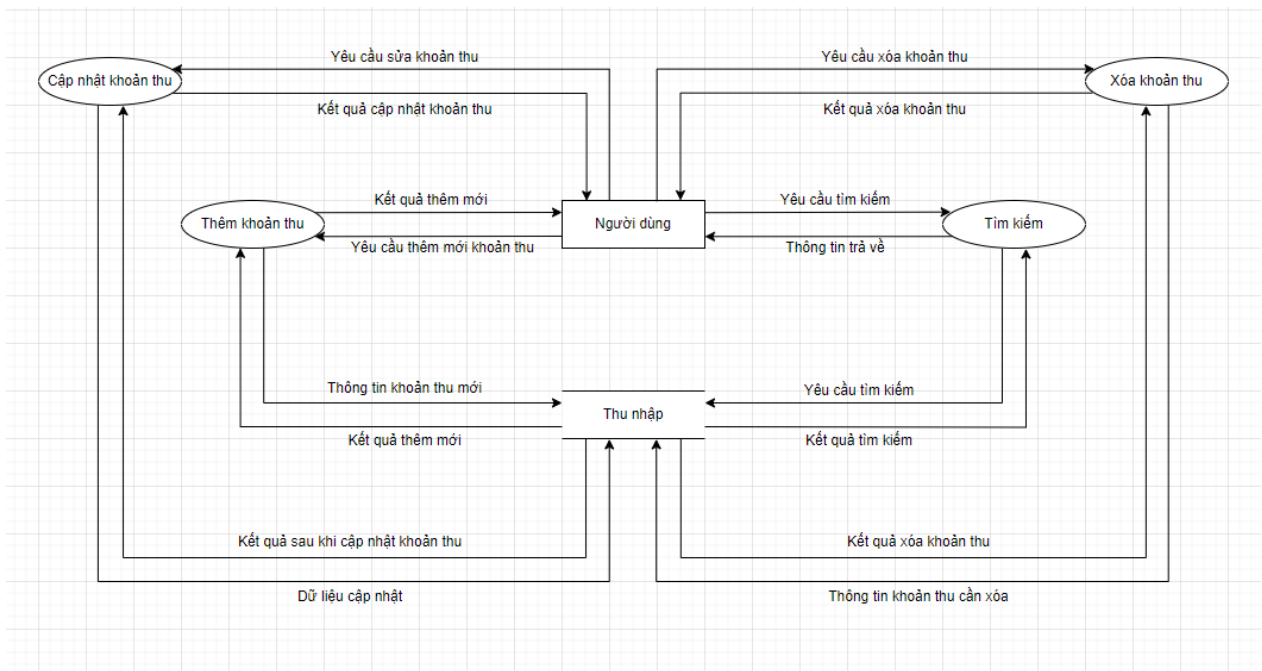 Yêu cầu sửa khoản thu
Yêu cầu xóa khoản thu
Cập nhật khoản thu
Xóa khoản thu
Kết quả cập nhật khoản thu
Kết quả xóa khoản thu
Kết quả thêm mới
Yêu cầu tìm kiếm
Thêm khoản thu
Người dùng
Tìm kiếm
Yêu cầu thêm mới khoản thu
Thông tin trả về
Thông tin khoản thu mới
Yêu cầu tìm kiếm
Thu nhập
Kết quả thêm mới
Kết quả tìm kiếm
Kết quả sau khi cập nhật khoản thu
Kết quả xóa khoản thu
Dữ liệu cập nhật
Thông tin khoản thu cần xóa